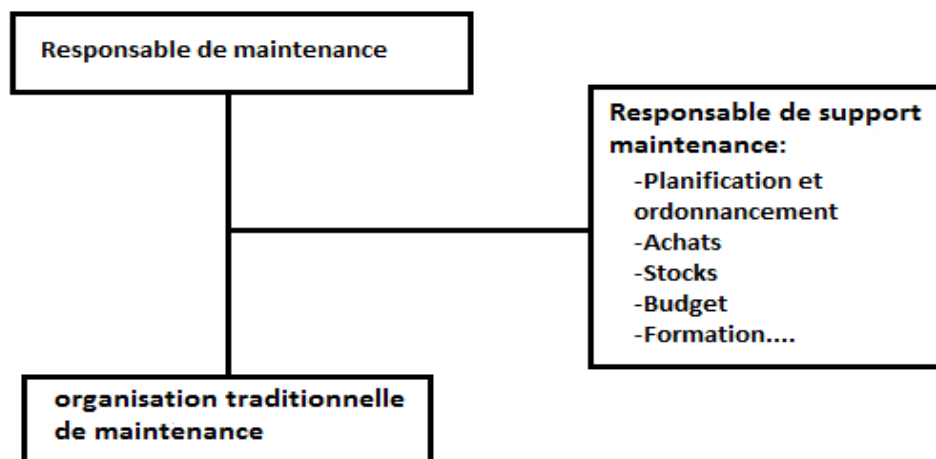 Responsable de maintenance
Responsable de support
maintenance:
-Planification et
ordonnancement
-Achats
-Stocks
-Budget
-Formation....
organisation traditionnelle
de maintenance